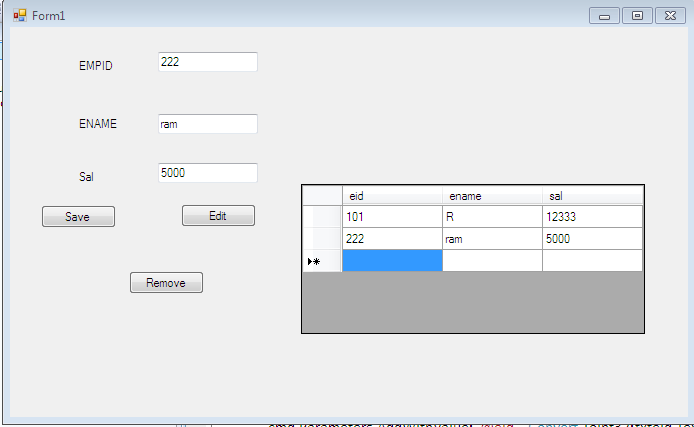 Form1
EMPID 222
ENAME ram
Sal 5000
Save Edit
Remove
eid ename sal
101 R 12333
222 ram 5000